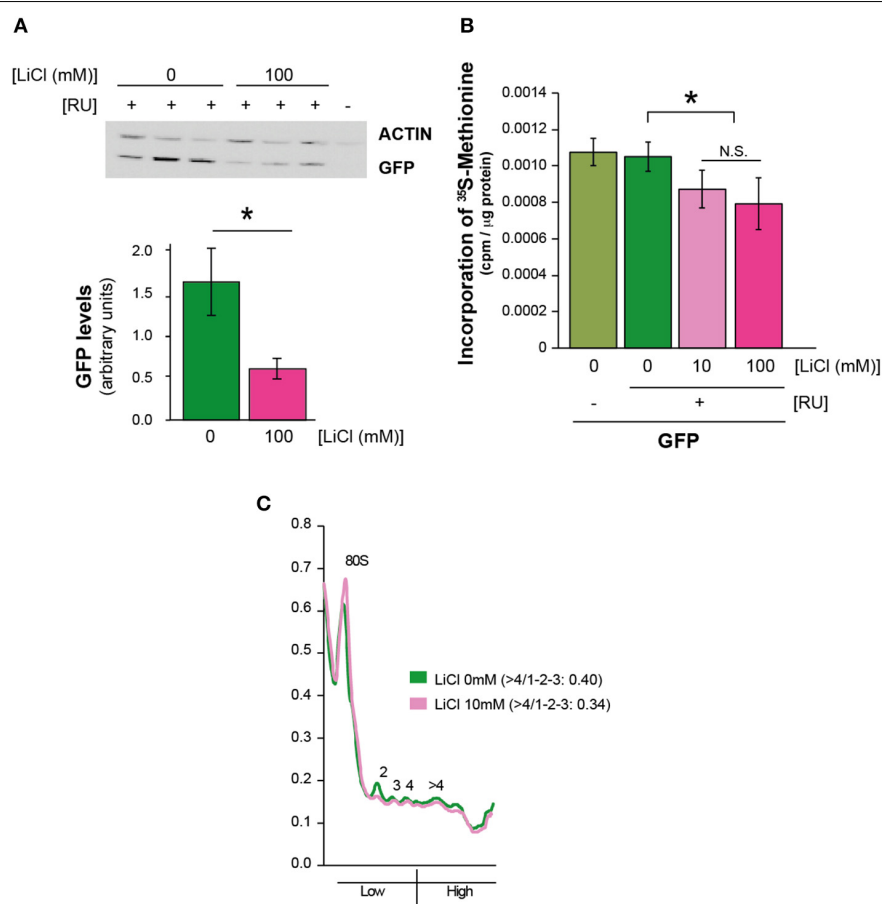 A
[LiCl (mM)] 0 100
[RU] + + + + + + -
ACTIN
GFP
*
GFP levels
(arbitrary units)
2.0
1.5
1.0
0.5
0.0
0 100 [LiCl (mM)]
B
Incorporation of ³⁵S-Methionine
(cpm / µg protein)
0.0014
0.0012
0.0010
0.0008
0.0006
0.0004
0.0002
0
*
N.S.
0 0 10 100 [LiCl (mM)]
- + [RU]
GFP
C
0.8
0.7
0.6
0.5
0.4
0.3
0.2
0.1
0.0
80S
2
3 4 >4
LiCl 0mM (>4/1-2-3: 0.40)
LiCl 10mM (>4/1-2-3: 0.34)
Low High